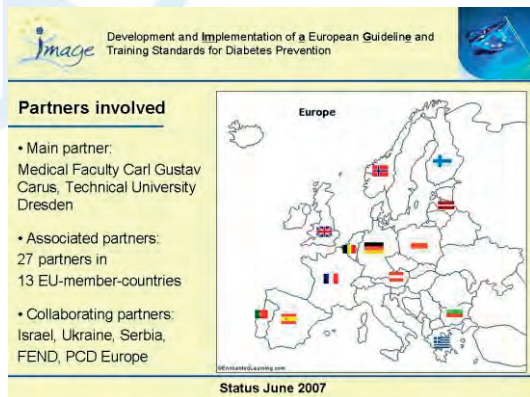 image
Development and Implementation of a European Guideline and
Training Standards for Diabetes Prevention
Partners involved
• Main partner:
Medical Faculty Carl Gustav
Carus, Technical University
Dresden
• Associated partners:
27 partners in
13 EU-member-countries
• Collaborating partners:
Israel, Ukraine, Serbia,
FEND, PCD Europe
Europe
©EnchantedLearning.com
Status June 2007